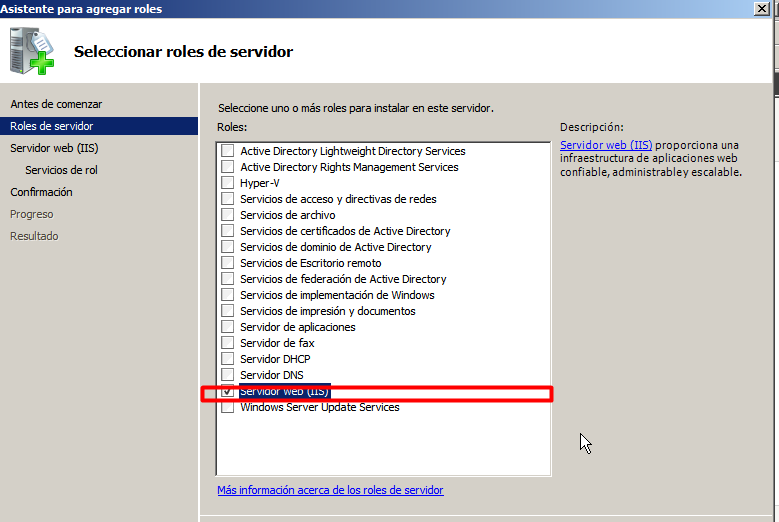 Asistente para agregar roles
Seleccionar roles de servidor
Antes de comenzar
Roles de servidor
Servidor web (IIS)
Servicios de rol
Confirmación
Progreso
Resultado
Seleccione uno o más roles para instalar en este servidor.
Roles:
Active Directory Lightweight Directory Services
Active Directory Rights Management Services
Hyper-V
Servicios de acceso y directivas de redes
Servicios de archivo
Servicios de certificados de Active Directory
Servicios de dominio de Active Directory
Servicios de Escritorio remoto
Servicios de federación de Active Directory
Servicios de implementación de Windows
Servicios de impresión y documentos
Servidor de aplicaciones
Servidor de fax
Servidor DHCP
Servidor DNS
Servidor web (IIS)
Windows Server Update Services
Más información acerca de los roles de servidor
Descripción:
Servidor web (IIS) proporciona una
infraestructura de aplicaciones web
confiable, administrable y escalable.